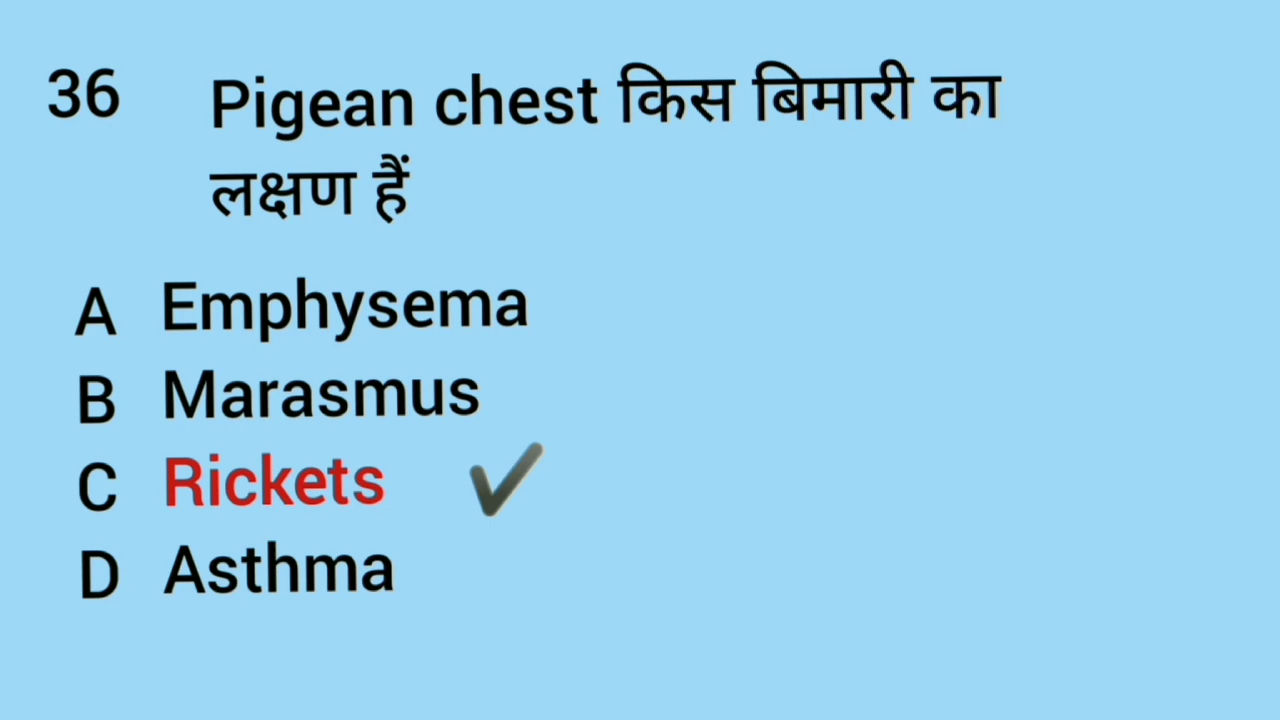 36 Pigean chest किस बिमारी का
लक्षण हैं
A Emphysema
B Marasmus
C Rickets ✔
D Asthma